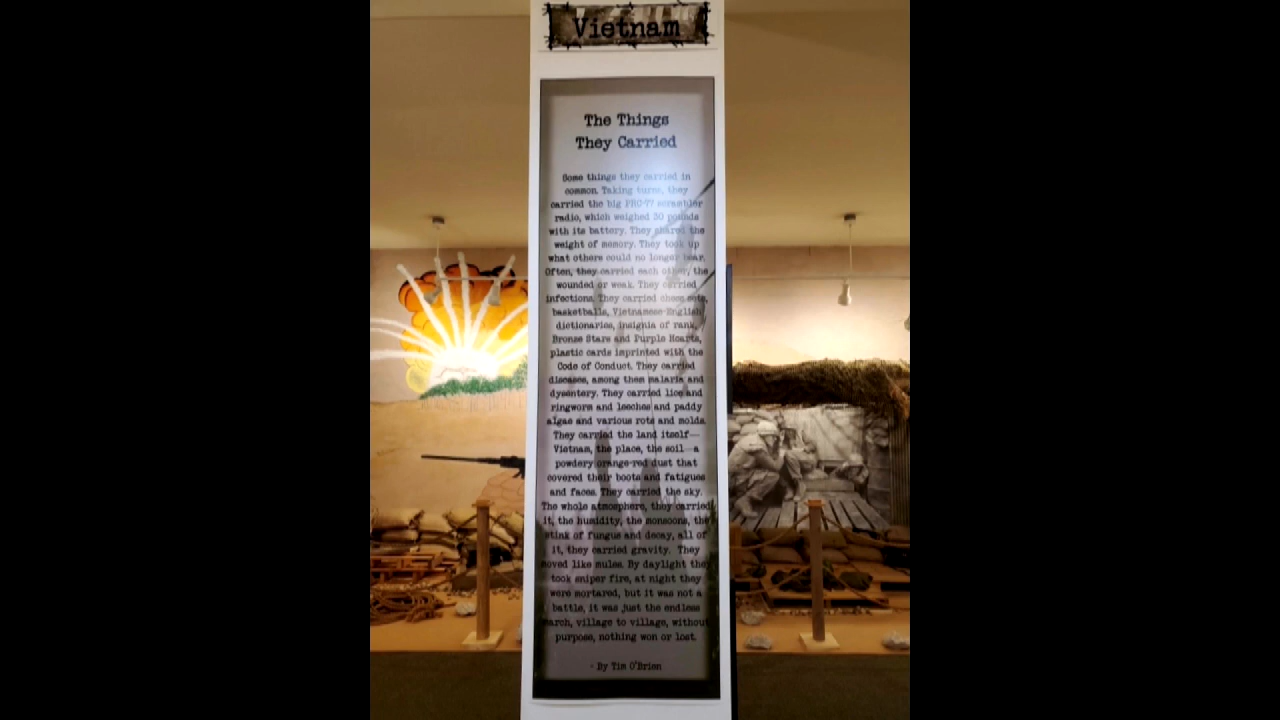 Vietnam
The Things
They Carried
Some things they carried in
common. Taking turns, they
carried the big PRC-77 scrambler
radio, which weighed 30 pounds
with its battery. They shared the
weight of memory. They took up
what others could no longer bear.
Often, they carried each other, the
wounded or weak. They carried
infections. They carried chess sets,
basketballs, Vietnamese-English
dictionaries, insignia of rank,
Bronze Stars and Purple Hearts,
plastic cards imprinted with the
Code of Conduct. They carried
diseases, among them malaria and
dysentery. They carried lice and
ringworm and leeches and paddy
algae and various rots and molds.
They carried the land itself—
Vietnam, the place, the soil—a
powdery orange-red dust that
covered their boots and fatigues
and faces. They carried the sky.
The whole atmosphere, they carried
it, the humidity, the monsoons, the
stink of fungus and decay, all of
it, they carried gravity. They
moved like mules. By daylight they
took sniper fire, at night they
were mortared, but it was not a
battle, it was just the endless
march, village to village, without
purpose, nothing won or lost.
- By Tim O'Brien